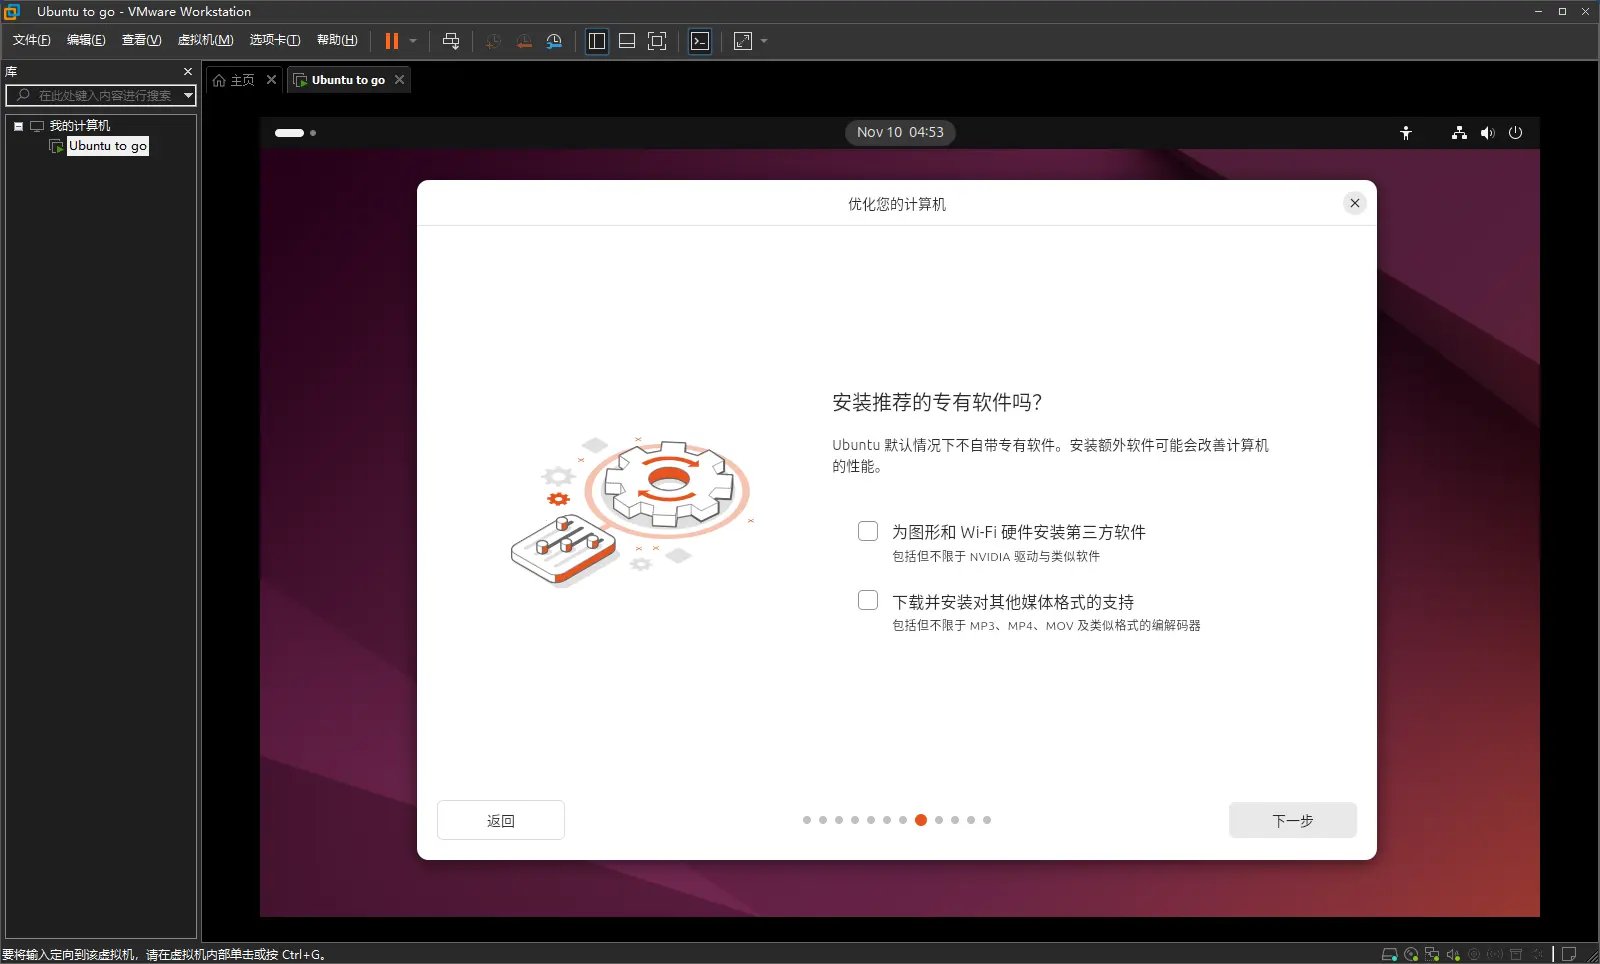 Ubuntu to go - VMware Workstation
文件(F) 编辑(E) 查看(V) 虚拟机(M) 选项卡(T) 帮助(H)
库
主页
Ubuntu to go
在此处键入内容进行搜索
我的计算机
Ubuntu to go
Nov 10 04:53
优化您的计算机
安装推荐的专有软件吗？
Ubuntu 默认情况下不自带专有软件。安装额外软件可能会改善计算机
的性能。
为图形和 Wi-Fi 硬件安装第三方软件
包括但不限于 NVIDIA 驱动与类似软件
下载并安装对其他媒体格式的支持
包括但不限于 MP3、MP4、MOV 及类似格式的编解码器
返回
下一步
要将输入定向到该虚拟机，请在虚拟机内部单击或按 Ctrl+G。